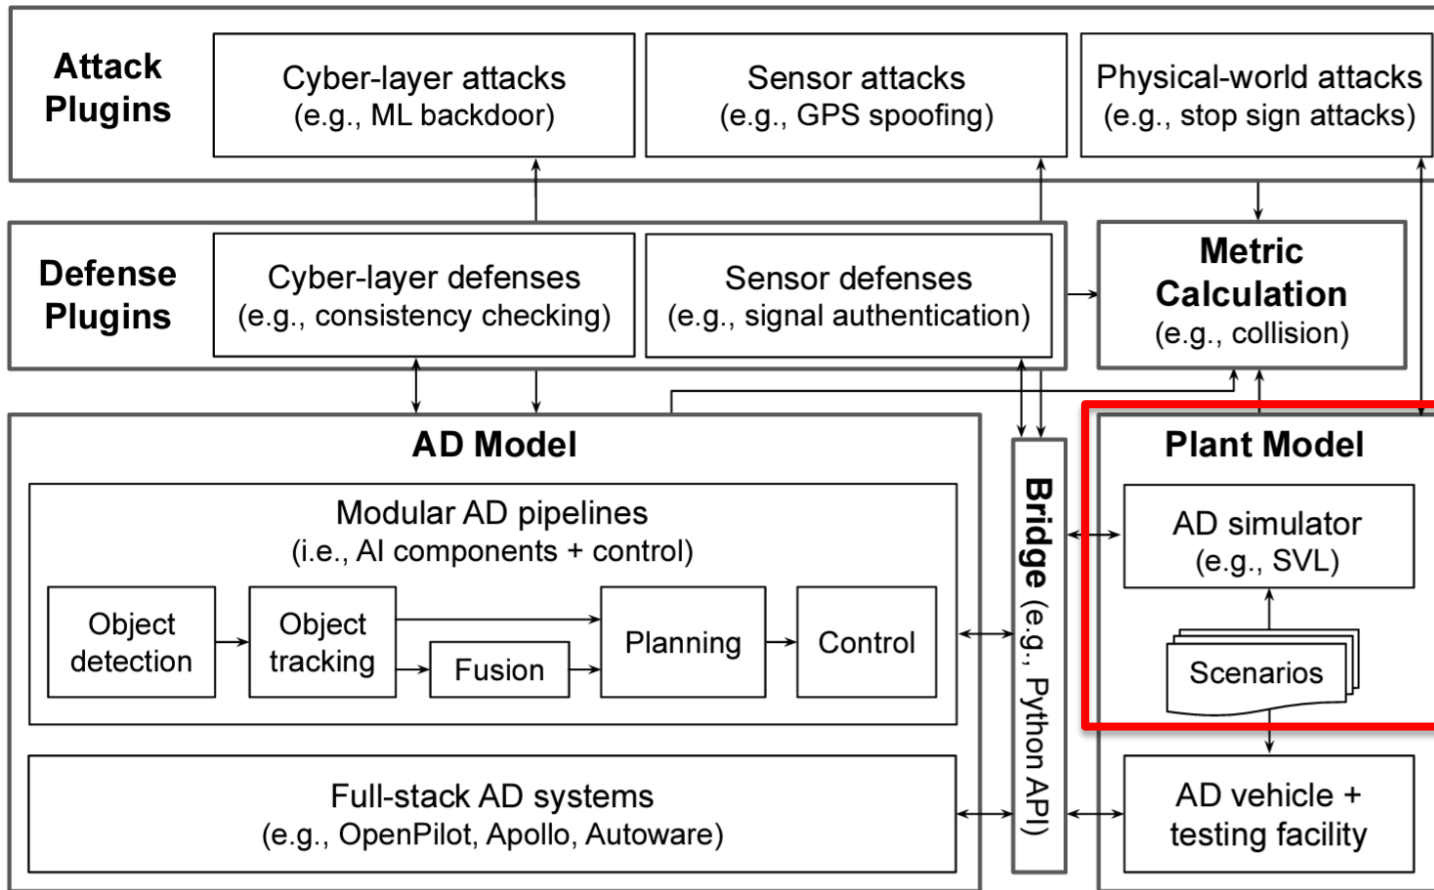 Attack
Plugins
Cyber-layer attacks
(e.g., ML backdoor)
Sensor attacks
(e.g., GPS spoofing)
Physical-world attacks
(e.g., stop sign attacks)
Defense
Plugins
Cyber-layer defenses
(e.g., consistency checking)
Sensor defenses
(e.g., signal authentication)
Metric
Calculation
(e.g., collision)
AD Model
Modular AD pipelines
(i.e., AI components + control)
Object
detection
Object
tracking
Fusion
Planning
Control
Full-stack AD systems
(e.g., OpenPilot, Apollo, Autoware)
Bridge (e.g., Python API)
Plant Model
AD simulator
(e.g., SVL)
Scenarios
AD vehicle +
testing facility